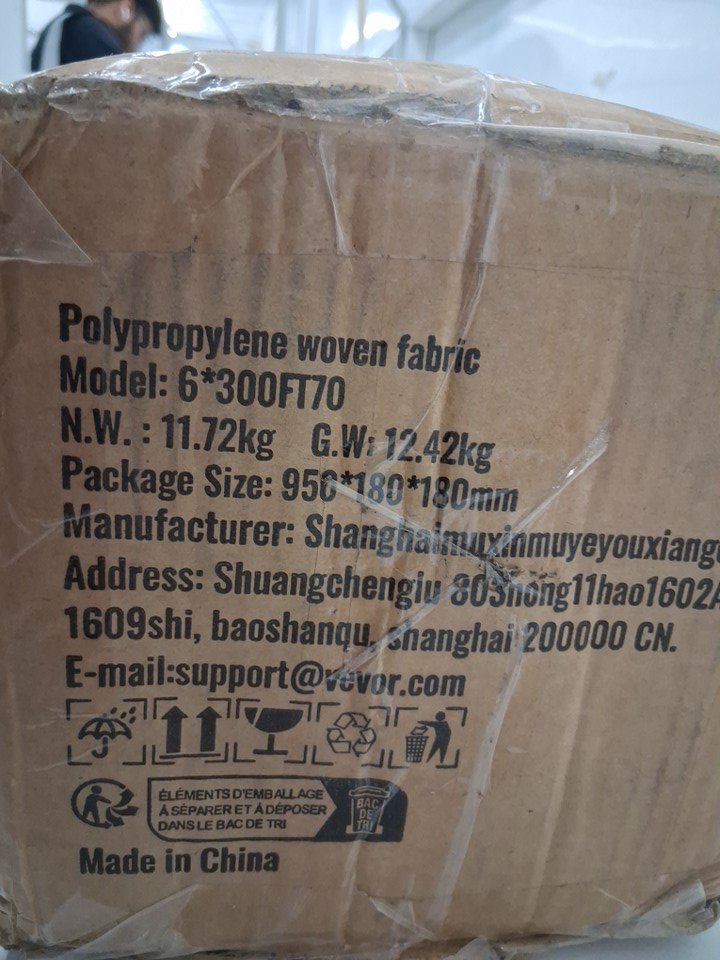 Polypropylene woven fabric
Model: 6*300FT70
N.W. : 11.72kg G.W: 12.42kg
Package Size: 950*180*180mm
Manufacturer: Shanghaimuxinmuyeyouxiang
Address: Shuangchenglu 803nong11hao1602A
1609shi, baoshanqu, shanghai 200000 CN.
E-mail:support@vevor.com
ÉLÉMENTS D'EMBALLAGE
À SÉPARER ET À DÉPOSER
DANS LE BAC DE TRI
BAC
DE
TRI
Made in China